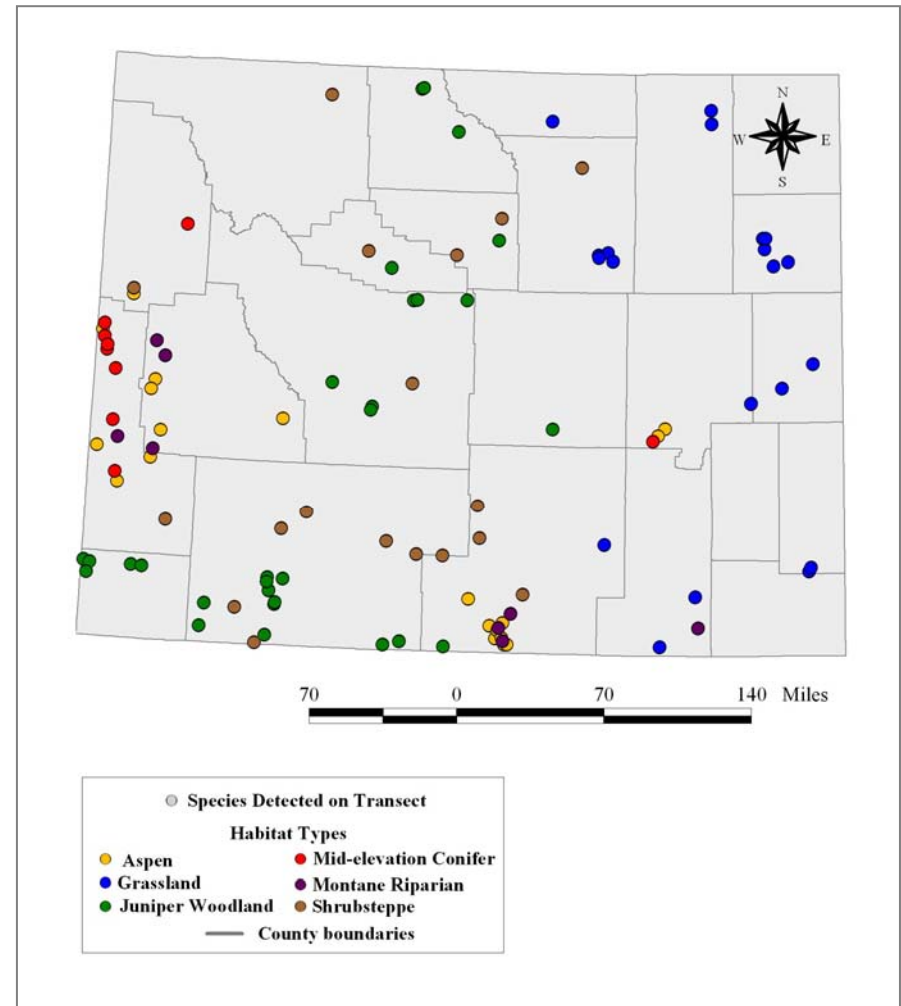 N
W E
S
70 0 70 140 Miles
Species Detected on Transect
Habitat Types
Aspen Mid-elevation Conifer
Grassland Montane Riparian
Juniper Woodland Shrubsteppe
County boundaries